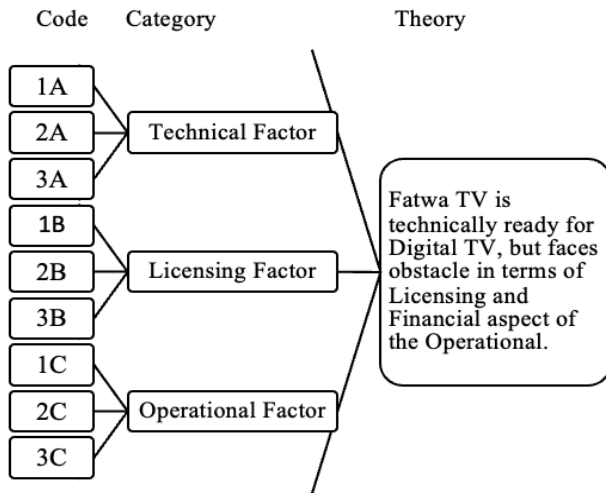 Code Category Theory
1A
2A
3A
Technical Factor
1B
2B
3B
Licensing Factor
1C
2C
3C
Operational Factor
Fatwa TV is
technically ready for
Digital TV, but faces
obstacle in terms of
Licensing and
Financial aspect of
the Operational.